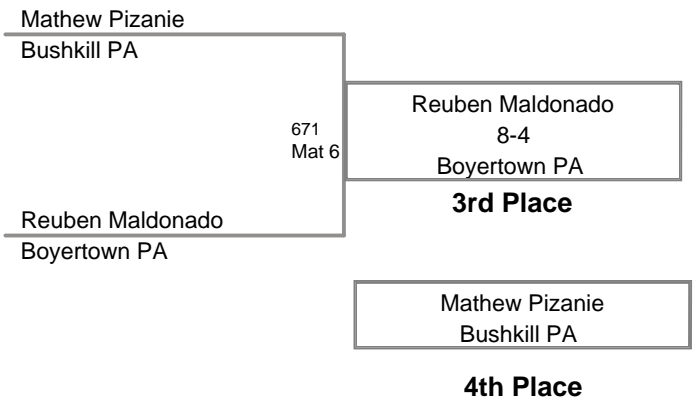 Mathew Pizanie
Bushkill PA
671
Mat 6
Reuben Maldonado
8-4
Boyertown PA
3rd Place
Reuben Maldonado
Boyertown PA
Mathew Pizanie
Bushkill PA
4th Place